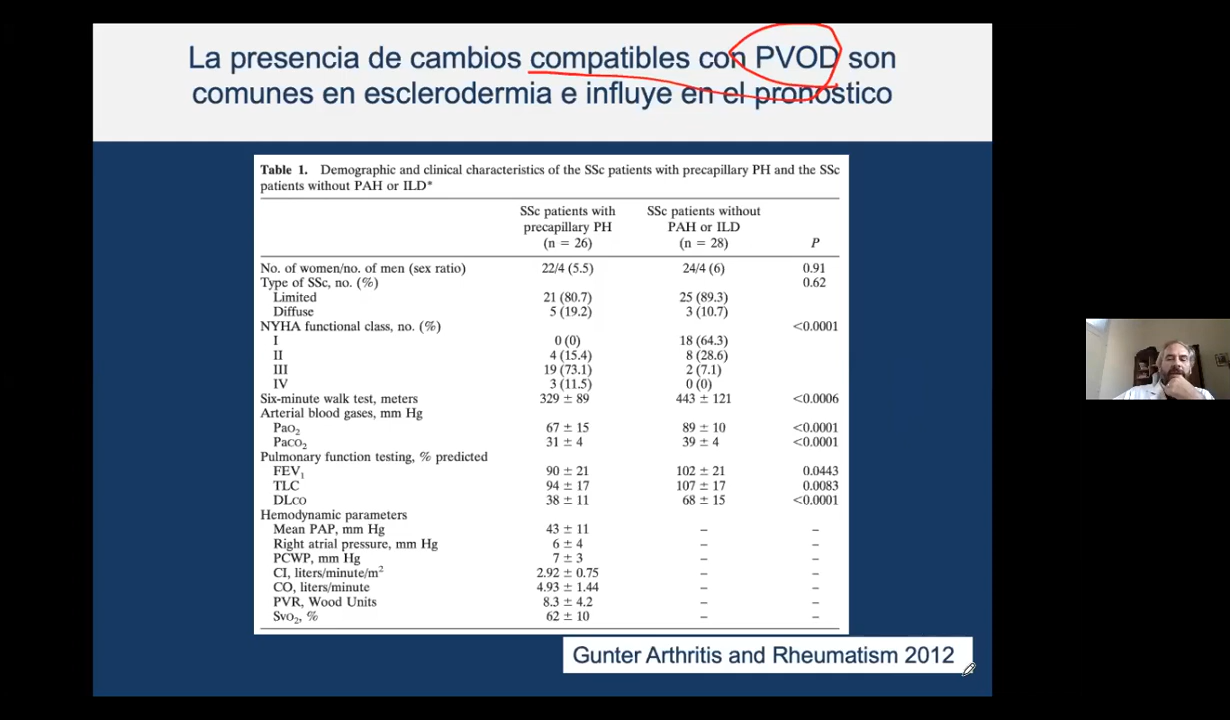 La presencia de cambios compatibles con PVOD son
comunes en esclerodermia e influye en el pronóstico
Table 1. Demographic and clinical characteristics of the SSc patients with precapillary PH and the SSc
patients without PAH or ILD*
SSc patients with precapillary PH (n = 26) SSc patients without PAH or ILD (n = 28) P
No. of women/no. of men (sex ratio) 22/4 (5.5) 24/4 (6) 0.91
Type of SSc, no. (%) 0.62
Limited 21 (80.7) 25 (89.3)
Diffuse 5 (19.2) 3 (10.7)
NYHA functional class, no. (%) <0.0001
I 0 (0) 18 (64.3)
II 4 (15.4) 8 (28.6)
III 19 (73.1) 2 (7.1)
IV 3 (11.5) 0 (0)
Six-minute walk test, meters 329 ± 89 443 ± 121 <0.0006
Arterial blood gases, mm Hg
PaO₂ 67 ± 15 89 ± 10 <0.0001
PaCO₂ 31 ± 4 39 ± 4 <0.0001
Pulmonary function testing, % predicted
FEV₁ 90 ± 21 102 ± 21 0.0443
TLC 94 ± 17 107 ± 17 0.0083
DLCO 38 ± 11 68 ± 15 <0.0001
Hemodynamic parameters
Mean PAP, mm Hg 43 ± 11 – –
Right atrial pressure, mm Hg 6 ± 4 – –
PCWP, mm Hg 7 ± 3 – –
CI, liters/minute/m² 2.92 ± 0.75 – –
CO, liters/minute 4.93 ± 1.44 – –
PVR, Wood Units 8.3 ± 4.2 – –
SvO₂, % 62 ± 10 – –
Gunter Arthritis and Rheumatism 2012